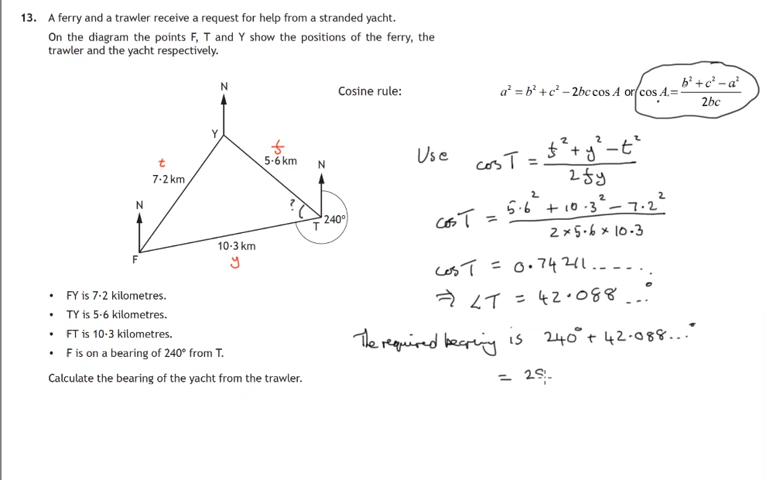 13. A ferry and a trawler receive a request for help from a stranded yacht.
On the diagram the points F, T and Y show the positions of the ferry, the
trawler and the yacht respectively.
Cosine rule: a² = b² + c² − 2bc cos A or cos A = (b² + c² − a²)/2bc
N
Y
t
7·2 km
f
5·6 km
N
N
?
T
240°
F
10·3 km
y
Use cosT = (f² + y² − t²)/2fy
cosT = (5·6² + 10·3² − 7·2²)/(2×5·6×10·3)
cosT = 0.74211.....
⇒ ∠T = 42·088...°
The required bearing is 240° + 42·088...°
• FY is 7·2 kilometres.
• TY is 5·6 kilometres.
• FT is 10·3 kilometres.
• F is on a bearing of 240° from T.
Calculate the bearing of the yacht from the trawler.